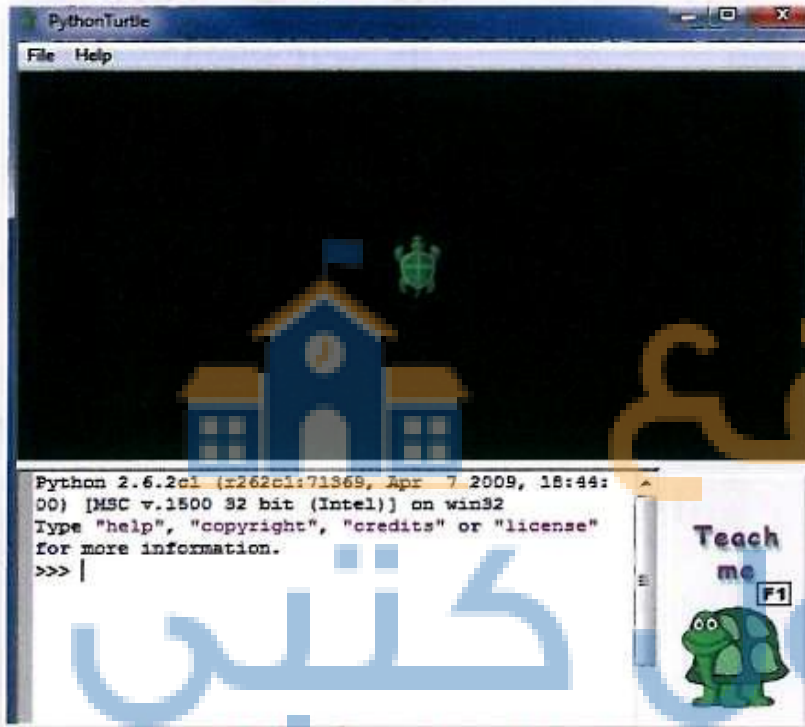 PythonTurtle
File Help
Python 2.6.2c1 (r262c1:71369, Apr 7 2009, 18:44:
00) [MSC v.1500 32 bit (Intel)] on win32
Type "help", "copyright", "credits" or "license"
for more information.
>>>
Teach
me
F1
كتبي